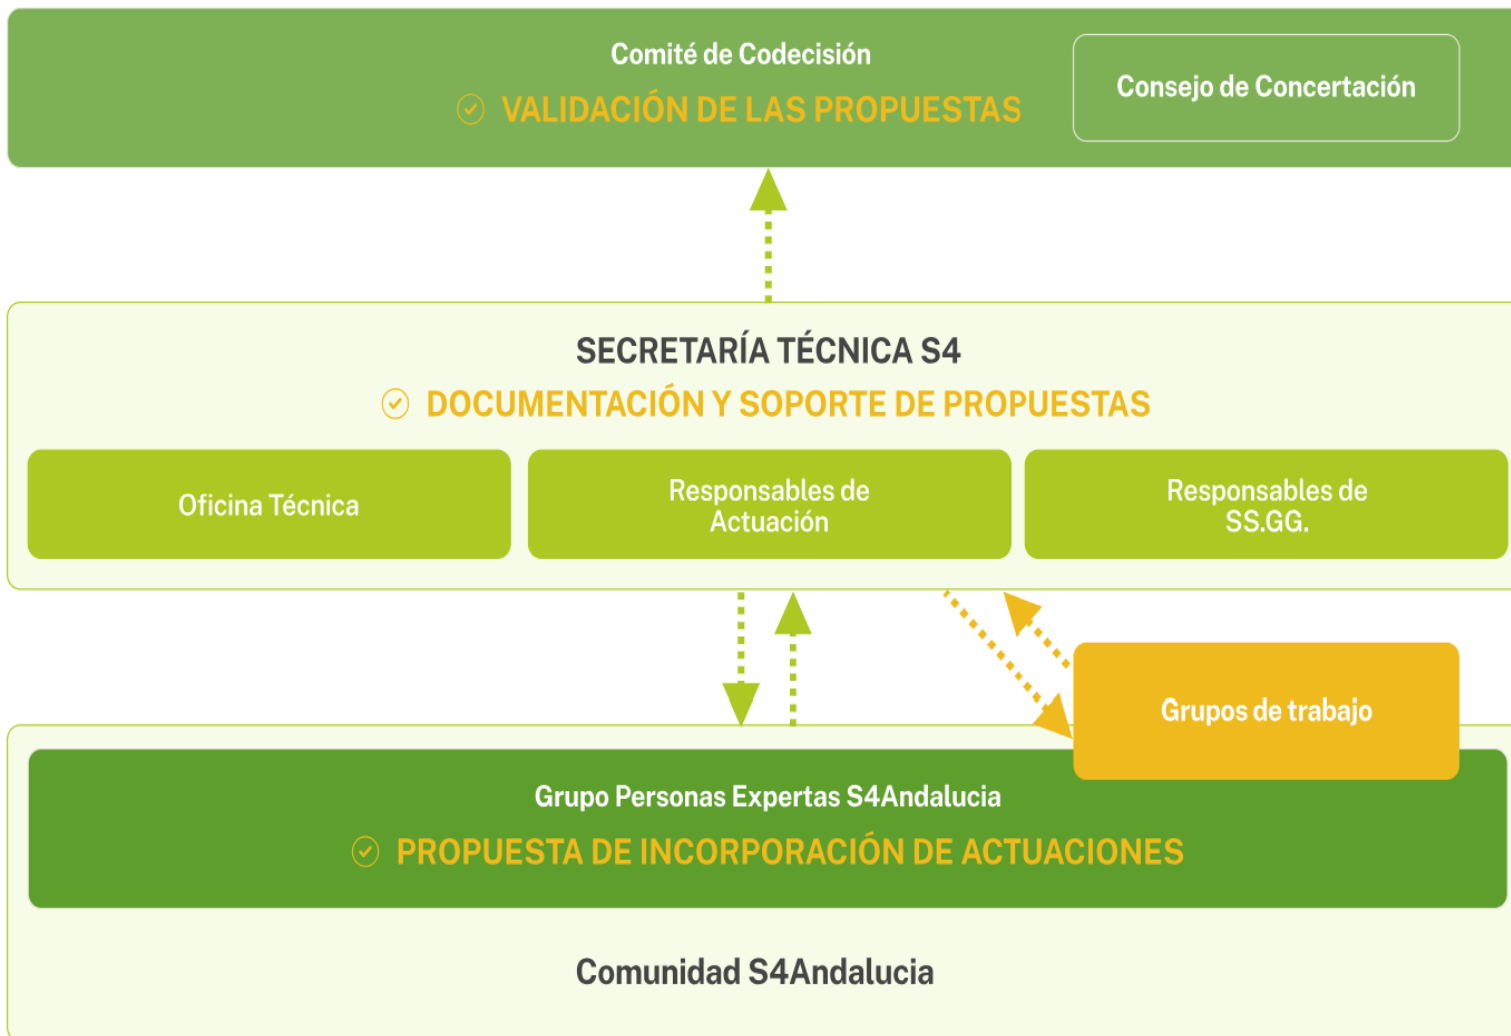 Comité de Codecisión
VALIDACIÓN DE LAS PROPUESTAS
Consejo de Concertación
SECRETARÍA TÉCNICA S4
DOCUMENTACIÓN Y SOPORTE DE PROPUESTAS
Oficina Técnica
Responsables de
Actuación
Responsables de
SS.GG.
Grupos de trabajo
Grupo Personas Expertas S4Andalucia
PROPUESTA DE INCORPORACIÓN DE ACTUACIONES
Comunidad S4Andalucia